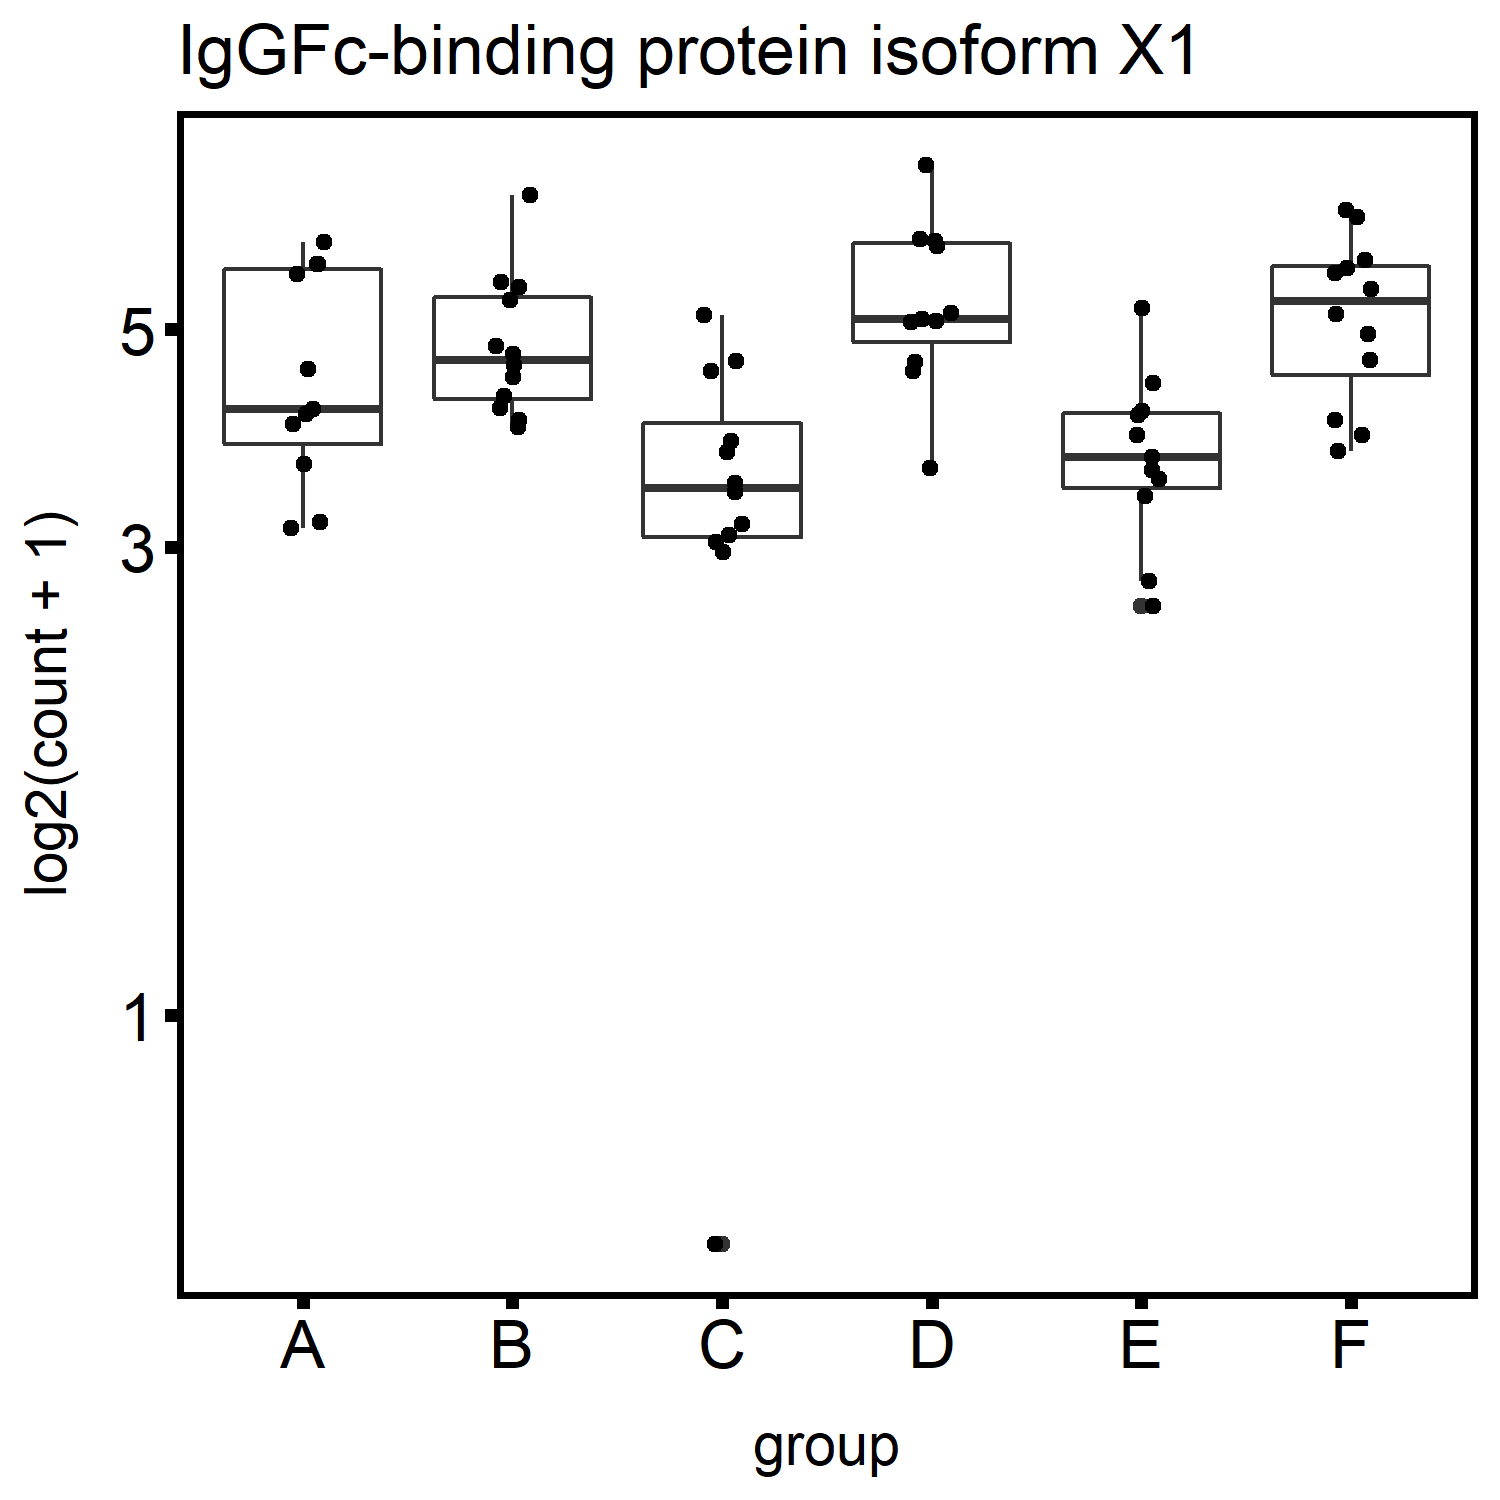 IgGFc-binding protein isoform X1
log2(count + 1)
5
3
1
A B C D E F
group